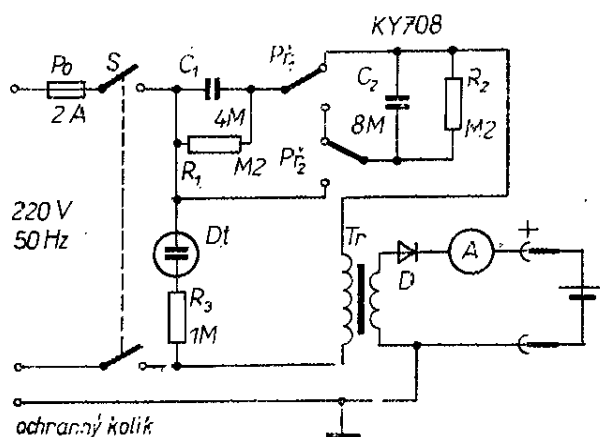 KY708
Po
S
C1
Př1
4M
2A
R1
M2
Př2
C2
8M
R2
M2
220 V
50 Hz
Dt
R3
1M
Tr
D
A
+
ochranný kolík